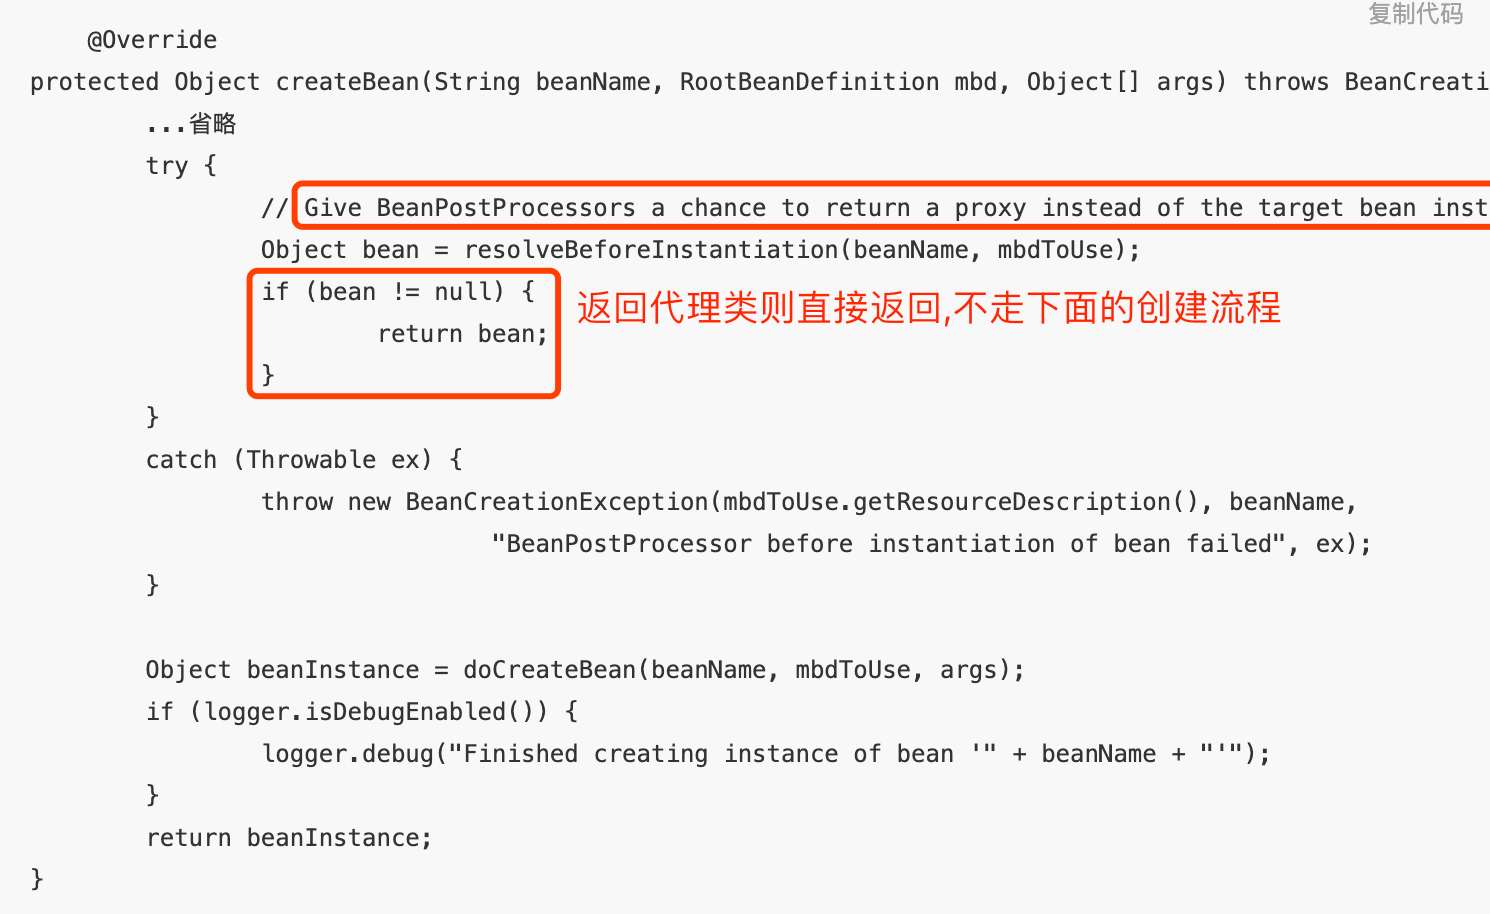 复制代码
@Override
protected Object createBean(String beanName, RootBeanDefinition mbd, Object[] args) throws BeanCreati
...省略
try {
// Give BeanPostProcessors a chance to return a proxy instead of the target bean inst
Object bean = resolveBeforeInstantiation(beanName, mbdToUse);
if (bean != null) {
返回代理类则直接返回,不走下面的创建流程
return bean;
}
}
catch (Throwable ex) {
throw new BeanCreationException(mbdToUse.getResourceDescription(), beanName,
"BeanPostProcessor before instantiation of bean failed", ex);
}
Object beanInstance = doCreateBean(beanName, mbdToUse, args);
if (logger.isDebugEnabled()) {
logger.debug("Finished creating instance of bean '" + beanName + "'");
}
return beanInstance;
}